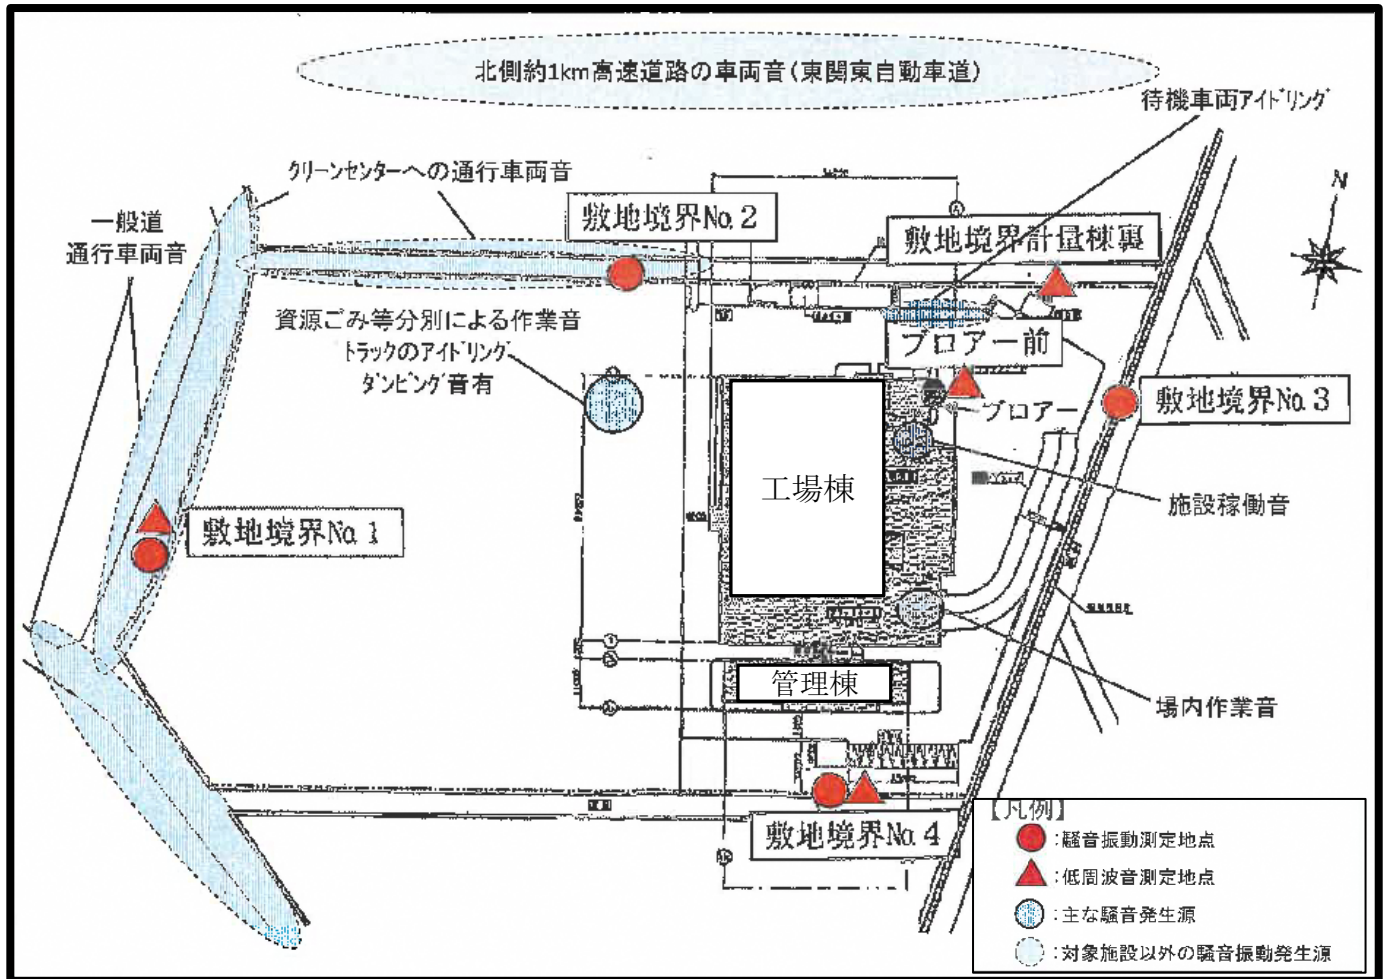 北側約1km高速道路の車両音(東関東自動車道)
待機車両アイドリング
クリーンセンターへの通行車両音
一般道
通行車両音
敷地境界No.2
敷地境界計量棟裏
N
資源ごみ等分別による作業音
トラックのアイドリング
ダンピング音有
ブロアー前
ブロアー
敷地境界No.3
工場棟
施設稼働音
敷地境界No.1
管理棟
場内作業音
敷地境界No.4
【凡例】
:騒音振動測定地点
:低周波音測定地点
:主な騒音発生源
:対象施設以外の騒音振動発生源